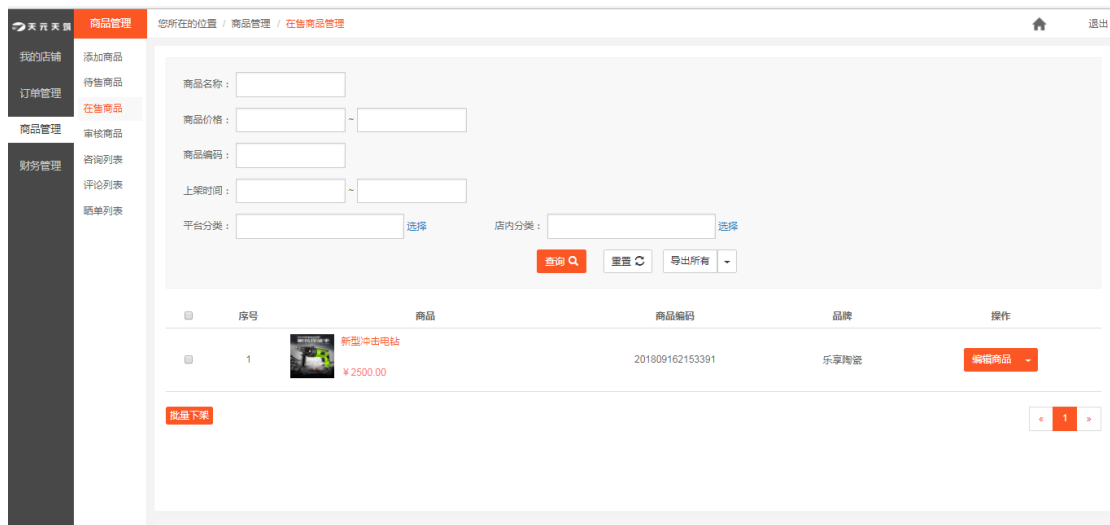 天元天筑 商品管理 您所在的位置 / 商品管理 / 在售商品管理 退出
我的店铺
订单管理
商品管理
财务管理
添加商品
待售商品
在售商品
审核商品
咨询列表
评论列表
晒单列表
商品名称：
商品价格： ~
商品编码：
上架时间： ~
平台分类： 选择 店内分类： 选择
查询 重置 导出所有
序号 商品 商品编码 品牌 操作
1 新型冲击电钻 ¥2500.00 201809162153391 乐享陶瓷 编辑商品
批量下架
« 1 »